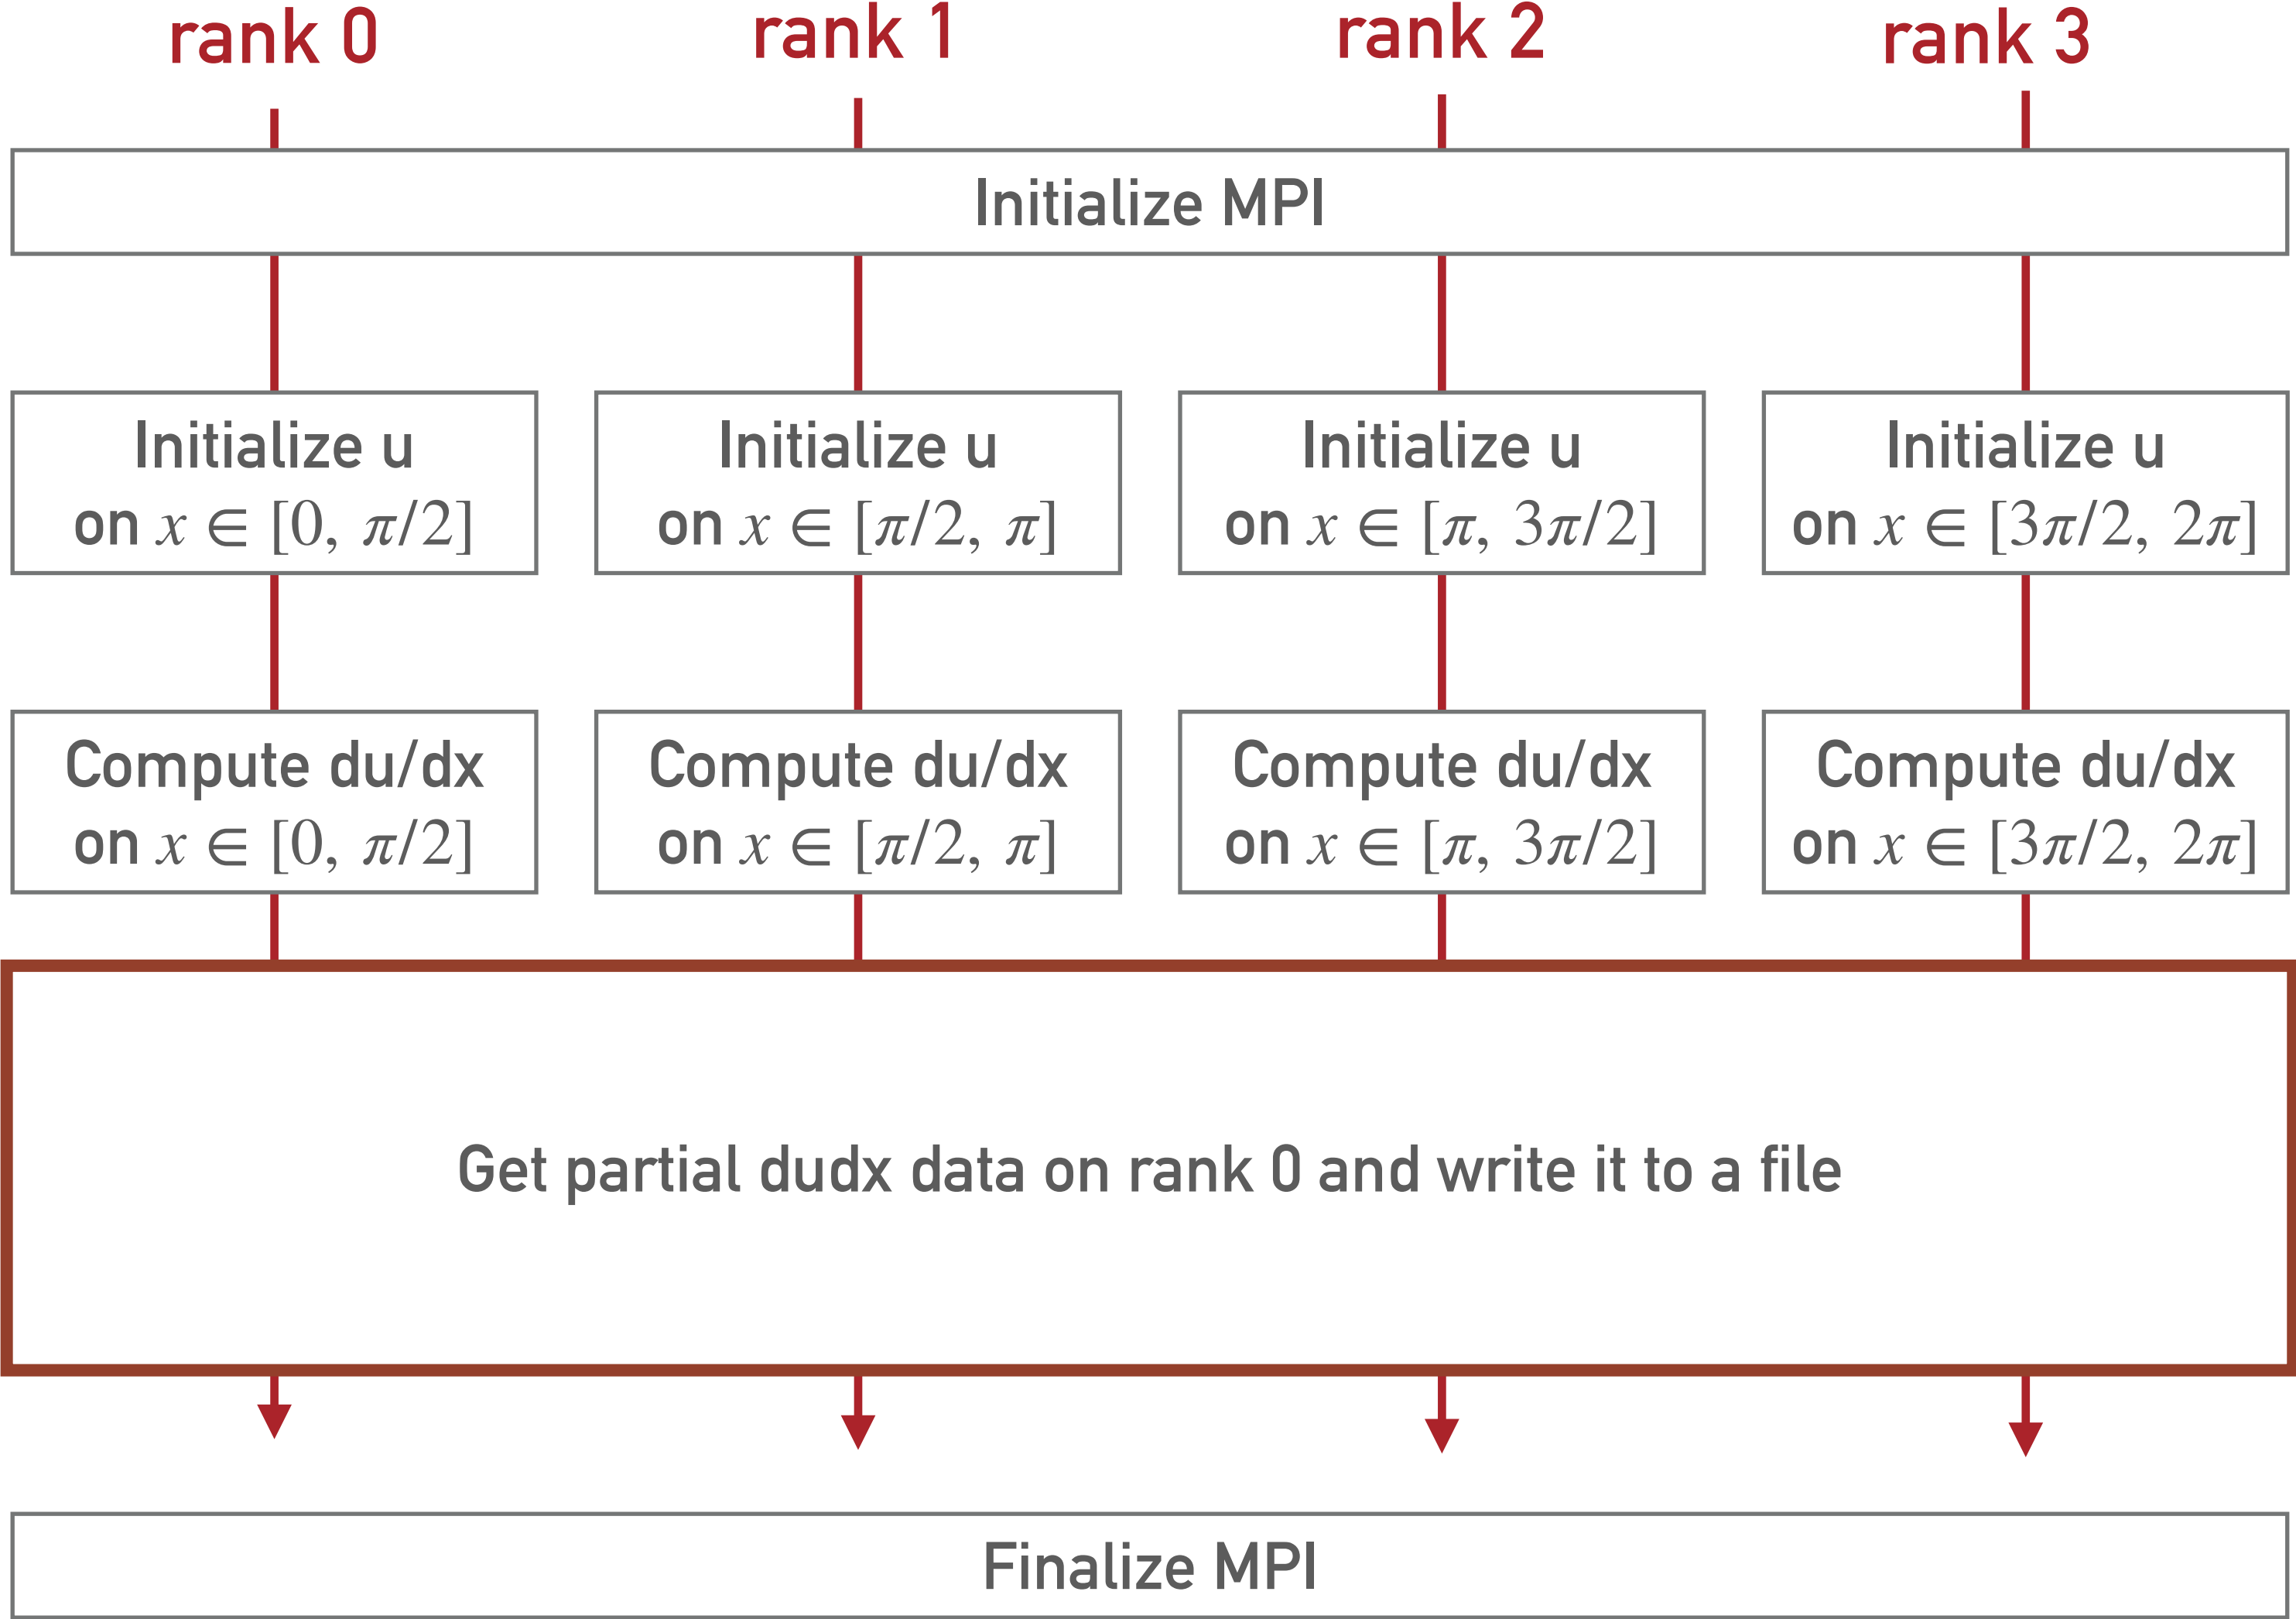 rank 0 rank 1 rank 2 rank 3
Initialize MPI
Initialize u
on x ∈ [0, π/2]
Initialize u
on x ∈ [π/2, π]
Initialize u
on x ∈ [π, 3π/2]
Initialize u
on x ∈ [3π/2, 2π]
Compute du/dx
on x ∈ [0, π/2]
Compute du/dx
on x ∈ [π/2, π]
Compute du/dx
on x ∈ [π, 3π/2]
Compute du/dx
on x ∈ [3π/2, 2π]
Get partial dudx data on rank 0 and write it to a file
Finalize MPI